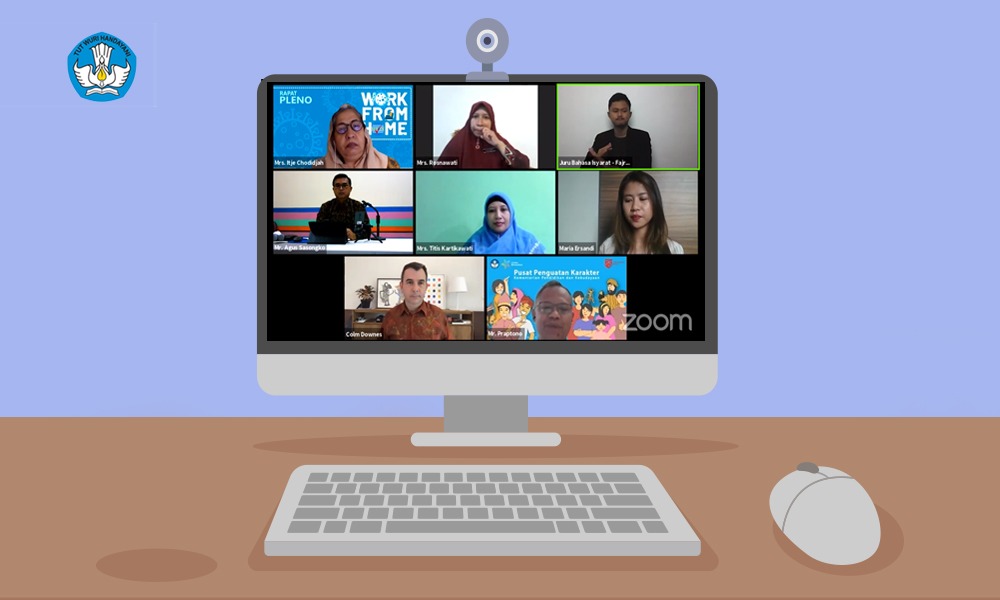 TUT WURI HANDAYANI
RAPAT
PLENO
WORK
FROM
HOME
Mrs. Itje Chodidjah
Mrs. Rosnawati
Juru Bahasa Isyarat - Fajr...
Mr. Agus Sasongko
Mrs. Titis Kartikawati
Maria Ersandi
Pusat Penguatan Karakter
Kementerian Pendidikan dan Kebudayaan
Colm Downes
Mr. Praptono
zoom